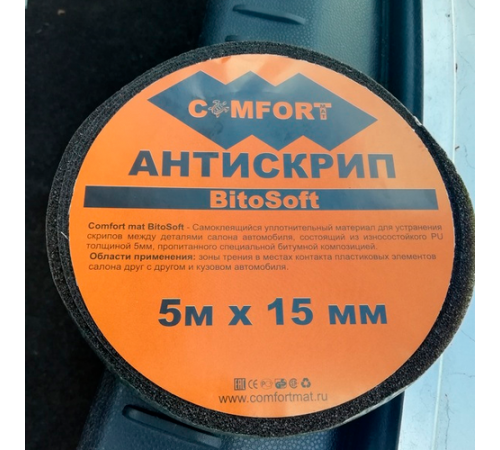 COMFORT
АНТИСКРИП
BitoSoft
Comfort mat BitoSoft - Самоклеящийся уплотнительный материал для устранения
скрипов между деталями салона автомобиля, состоящий из износостойкого PU
толщиной 5мм, пропитанного специальной битумной композицией.
Области применения: зоны трения в местах контакта пластиковых элементов
салона друг с другом и кузовом автомобиля.
5м х 15 мм
EAC CE
www.comfortmat.ru